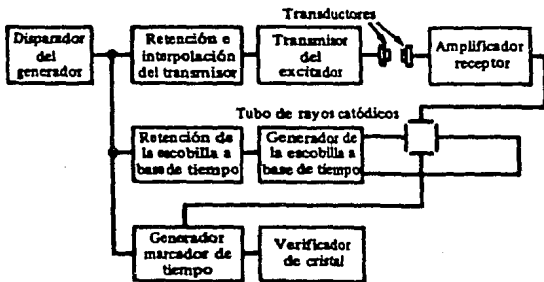 Transductores
Disparador
del
generador
Retención e
interpolación
del transmisor
Transmisor
del
excitador
Amplificador
receptor
Tubo de rayos catódicos
Retención de
la escobilla a
base de tiempo
Generador de
la escobilla a
base de tiempo
Generador
marcador de
tiempo
Verificador
de cristal